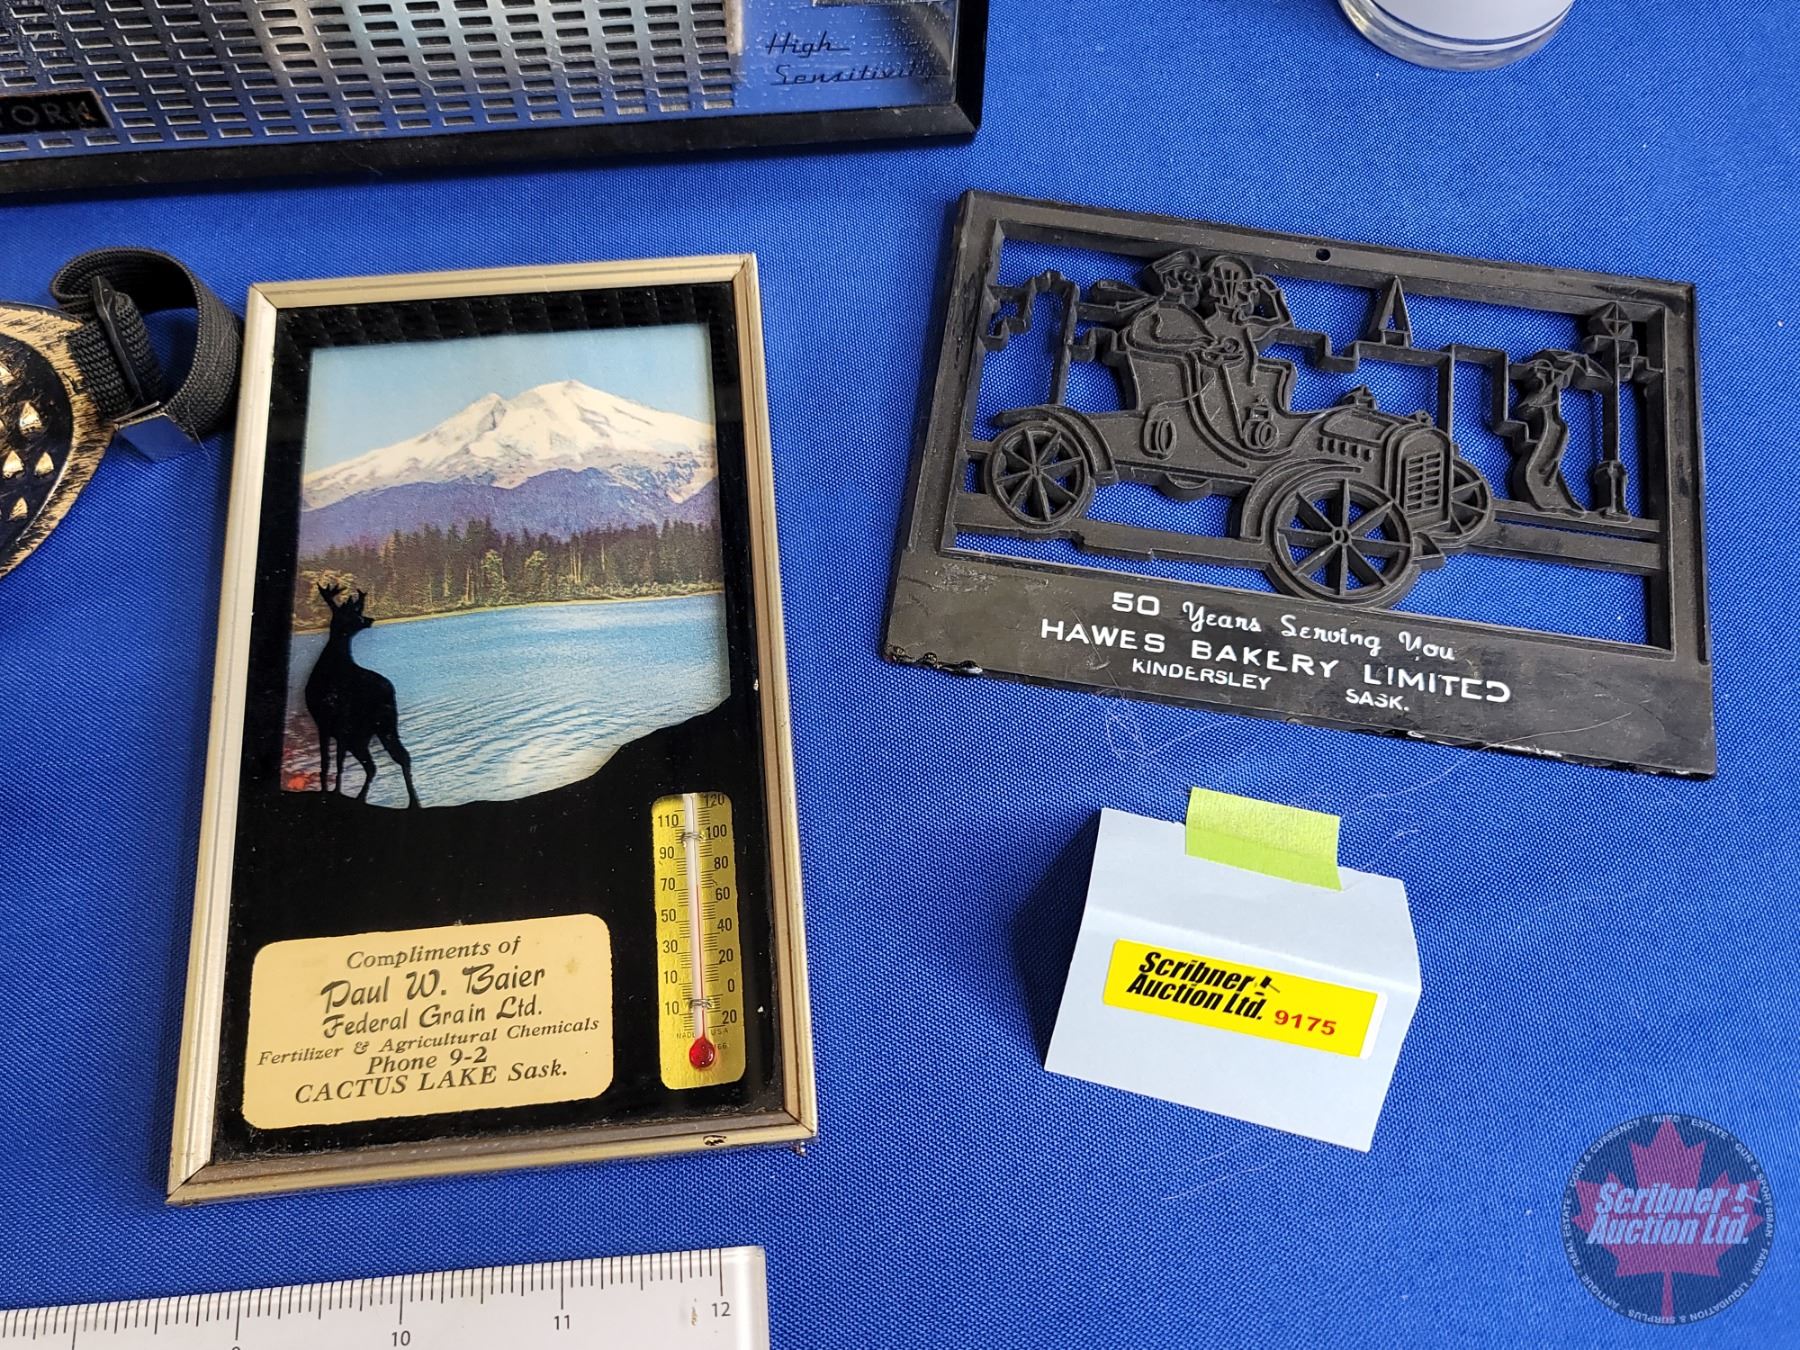 High
Sensitivity
YORK
50 Years Serving You
HAWES BAKERY LIMITED
KINDERSLEY SASK.
120
110
100
90
80
70
60
50
40
30
20
10
0
10
20
Compliments of
Paul W. Baier
Federal Grain Ltd.
Fertilizer & Agricultural Chemicals
Phone 9-2
CACTUS LAKE Sask.
Scribner
Auction Ltd. 9175
10
11
12
Scribner
Auction Ltd.